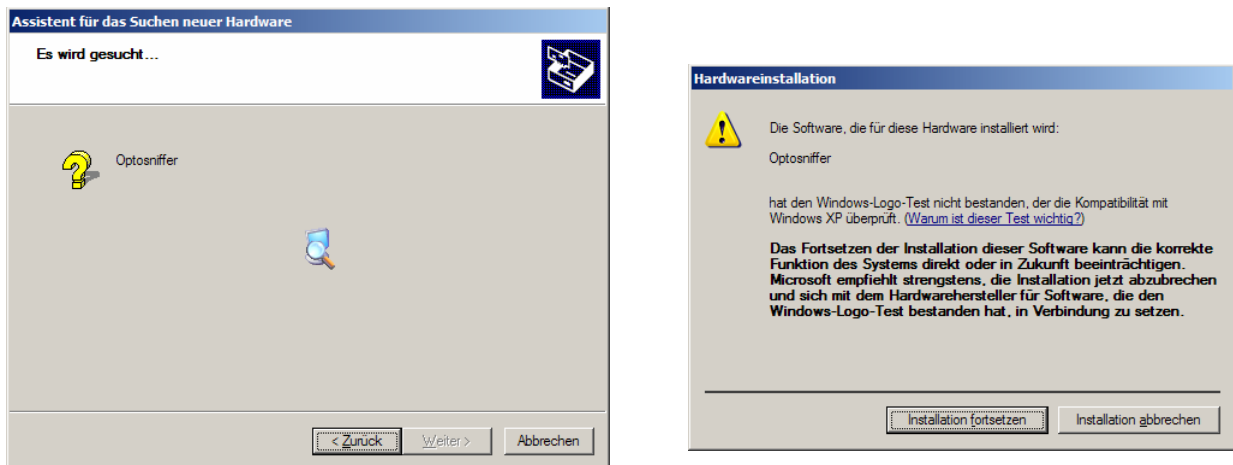 Assistent für das Suchen neuer Hardware
Es wird gesucht...
Optosniffer
< Zurück
Weiter >
Abbrechen
Hardwareinstallation
Die Software, die für diese Hardware installiert wird:
Optosniffer
hat den Windows-Logo-Test nicht bestanden, der die Kompatibilität mit
Windows XP überprüft. (Warum ist dieser Test wichtig?)
Das Fortsetzen der Installation dieser Software kann die korrekte
Funktion des Systems direkt oder in Zukunft beeinträchtigen.
Microsoft empfiehlt strengstens, die Installation jetzt abzubrechen
und sich mit dem Hardwarehersteller für Software, die den
Windows-Logo-Test bestanden hat, in Verbindung zu setzen.
Installation fortsetzen
Installation abbrechen